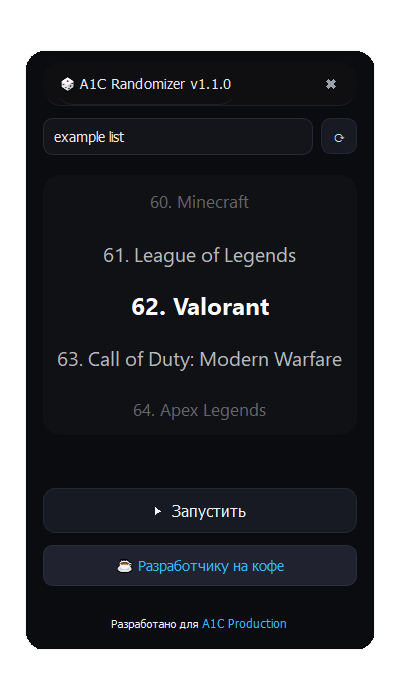 A1C Randomizer v1.1.0
example list
60. Minecraft
61. League of Legends
62. Valorant
63. Call of Duty: Modern Warfare
64. Apex Legends
Запустить
Разработчику на кофе
Разработано для A1C Production